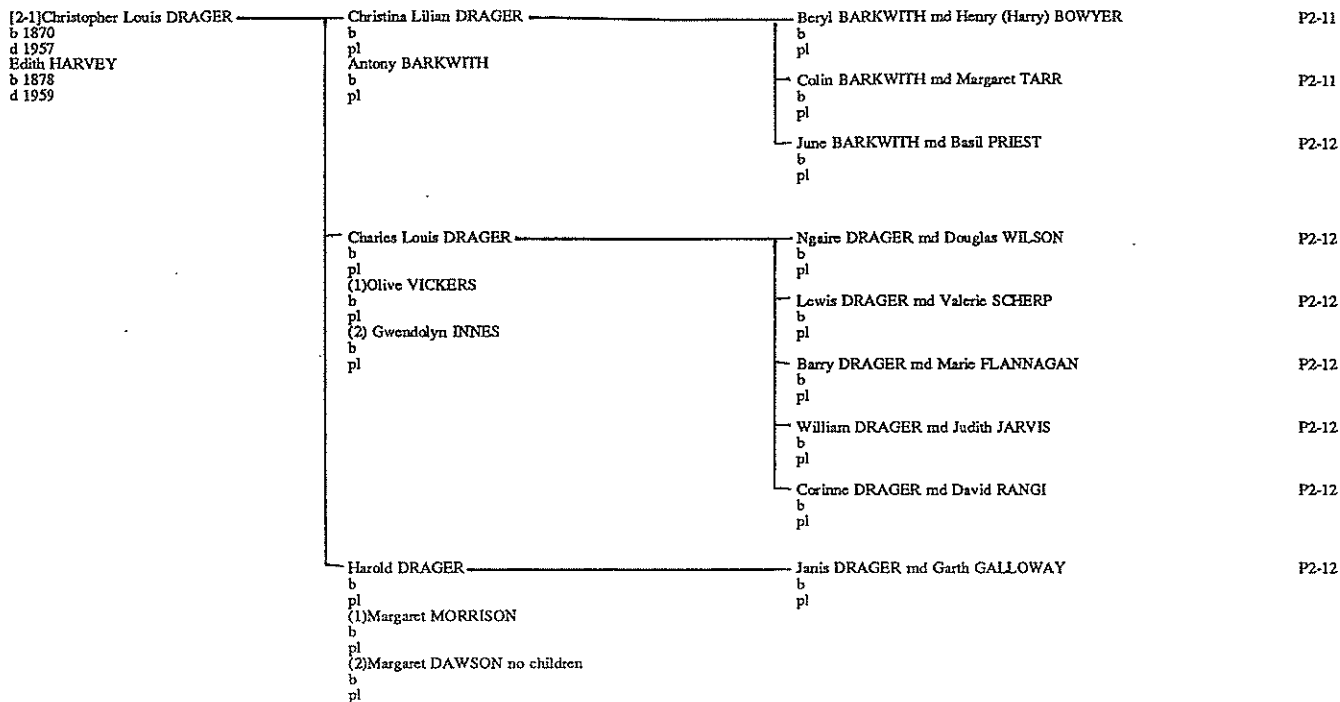 [2-1]Christopher Louis DRAGER
b 1870
d 1957
Edith HARVEY
b 1878
d 1959
Christina Lilian DRAGER
b
pl
Antony BARKWITH
b
pl
Beryl BARKWITH md Henry (Harry) BOWYER P2-11
b
pl
Colin BARKWITH md Margaret TARR P2-11
b
pl
June BARKWITH md Basil PRIEST P2-12
b
pl
Charles Louis DRAGER
b
pl
(1)Olive VICKERS
b
pl
(2) Gwendolyn INNES
b
pl
Ngaire DRAGER md Douglas WILSON P2-12
b
pl
Lewis DRAGER md Valerie SCHERP P2-12
b
pl
Barry DRAGER md Marie FLANNAGAN P2-12
b
pl
William DRAGER md Judith JARVIS P2-12
b
pl
Corinne DRAGER md David RANGI P2-12
b
pl
Harold DRAGER
b
pl
(1)Margaret MORRISON
b
pl
(2)Margaret DAWSON no children
b
pl
Janis DRAGER md Garth GALLOWAY P2-12
b
pl